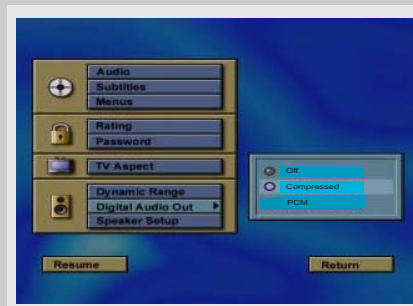 Audio
Subtitles
Menus
Rating
Password
TV Aspect
Dynamic Range
Digital Audio Out
Speaker Setup
Off
Compressed
PCM
Resume
Return